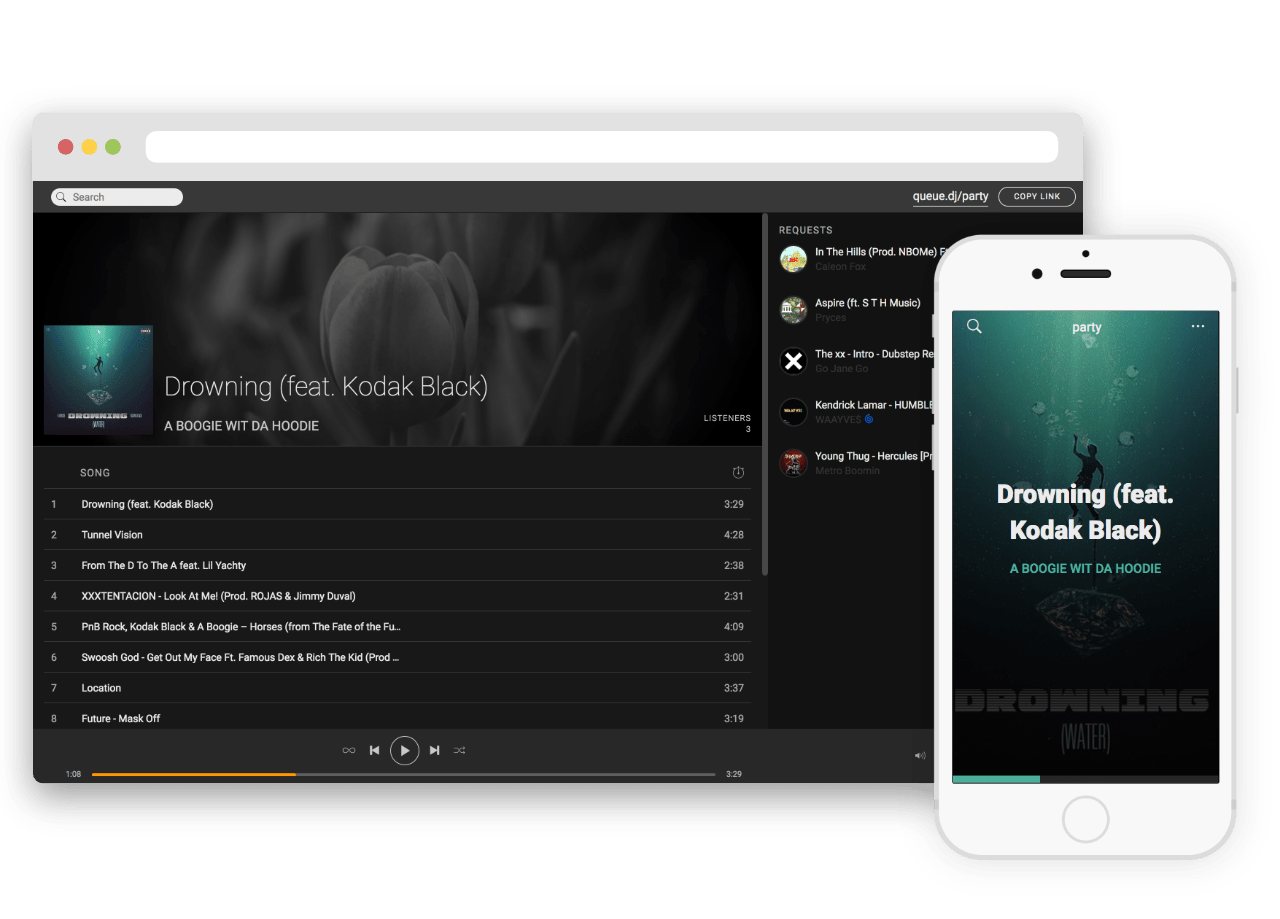 Search
queue.dj/party
COPY LINK
Drowning (feat. Kodak Black)
A BOOGIE WIT DA HOODIE
LISTENERS
3
DROWNING
(WATER)
SONG
1 Drowning (feat. Kodak Black) 3:29
2 Tunnel Vision 4:28
3 From The D To The A feat. Lil Yachty 2:38
4 XXXTENTACION - Look At Me! (Prod. ROJAS & Jimmy Duval) 2:31
5 PnB Rock, Kodak Black & A Boogie – Horses (from The Fate of the Fu... 4:09
6 Swoosh God - Get Out My Face Ft. Famous Dex & Rich The Kid (Prod ... 3:00
7 Location 3:37
8 Future - Mask Off 3:19
1:08
3:29
REQUESTS
In The Hills (Prod. NBOMe) F
Caleon Fox
Aspire (ft. S T H Music)
Pryces
The xx - Intro - Dubstep Re
Go Jane Go
Kendrick Lamar - HUMBLE
WAAYVE$
Young Thug - Hercules [Pr
Metro Boomin
party
Drowning (feat.
Kodak Black)
A BOOGIE WIT DA HOODIE
DROWNING
(WATER)